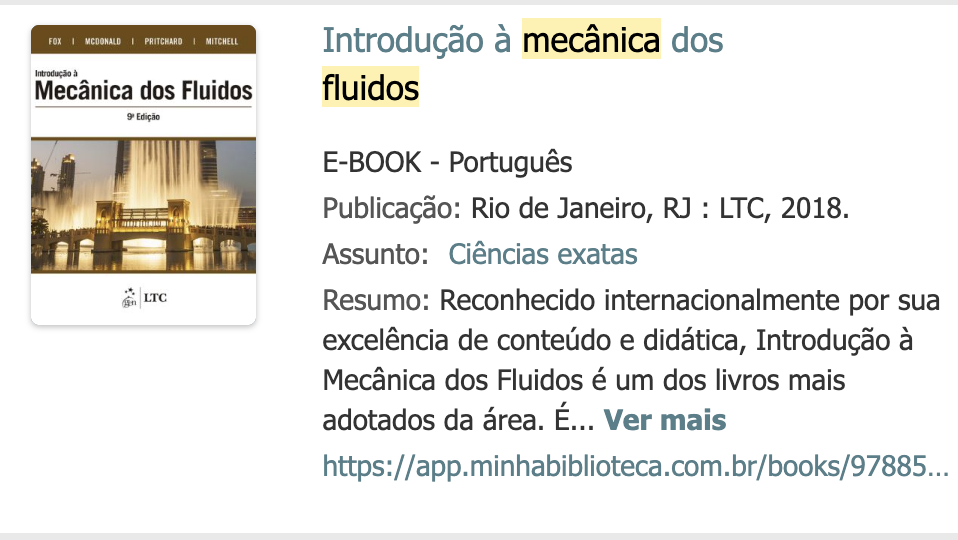 FOX | MCDONALD | PRITCHARD | MITCHELL
Introdução à
Mecânica dos Fluidos
9ª Edição
LTC
Introdução à mecânica dos
fluidos
E-BOOK - Português
Publicação: Rio de Janeiro, RJ : LTC, 2018.
Assunto: Ciências exatas
Resumo: Reconhecido internacionalmente por sua
excelência de conteúdo e didática, Introdução à
Mecânica dos Fluidos é um dos livros mais
adotados da área. É... Ver mais
https://app.minhabiblioteca.com.br/books/97885...